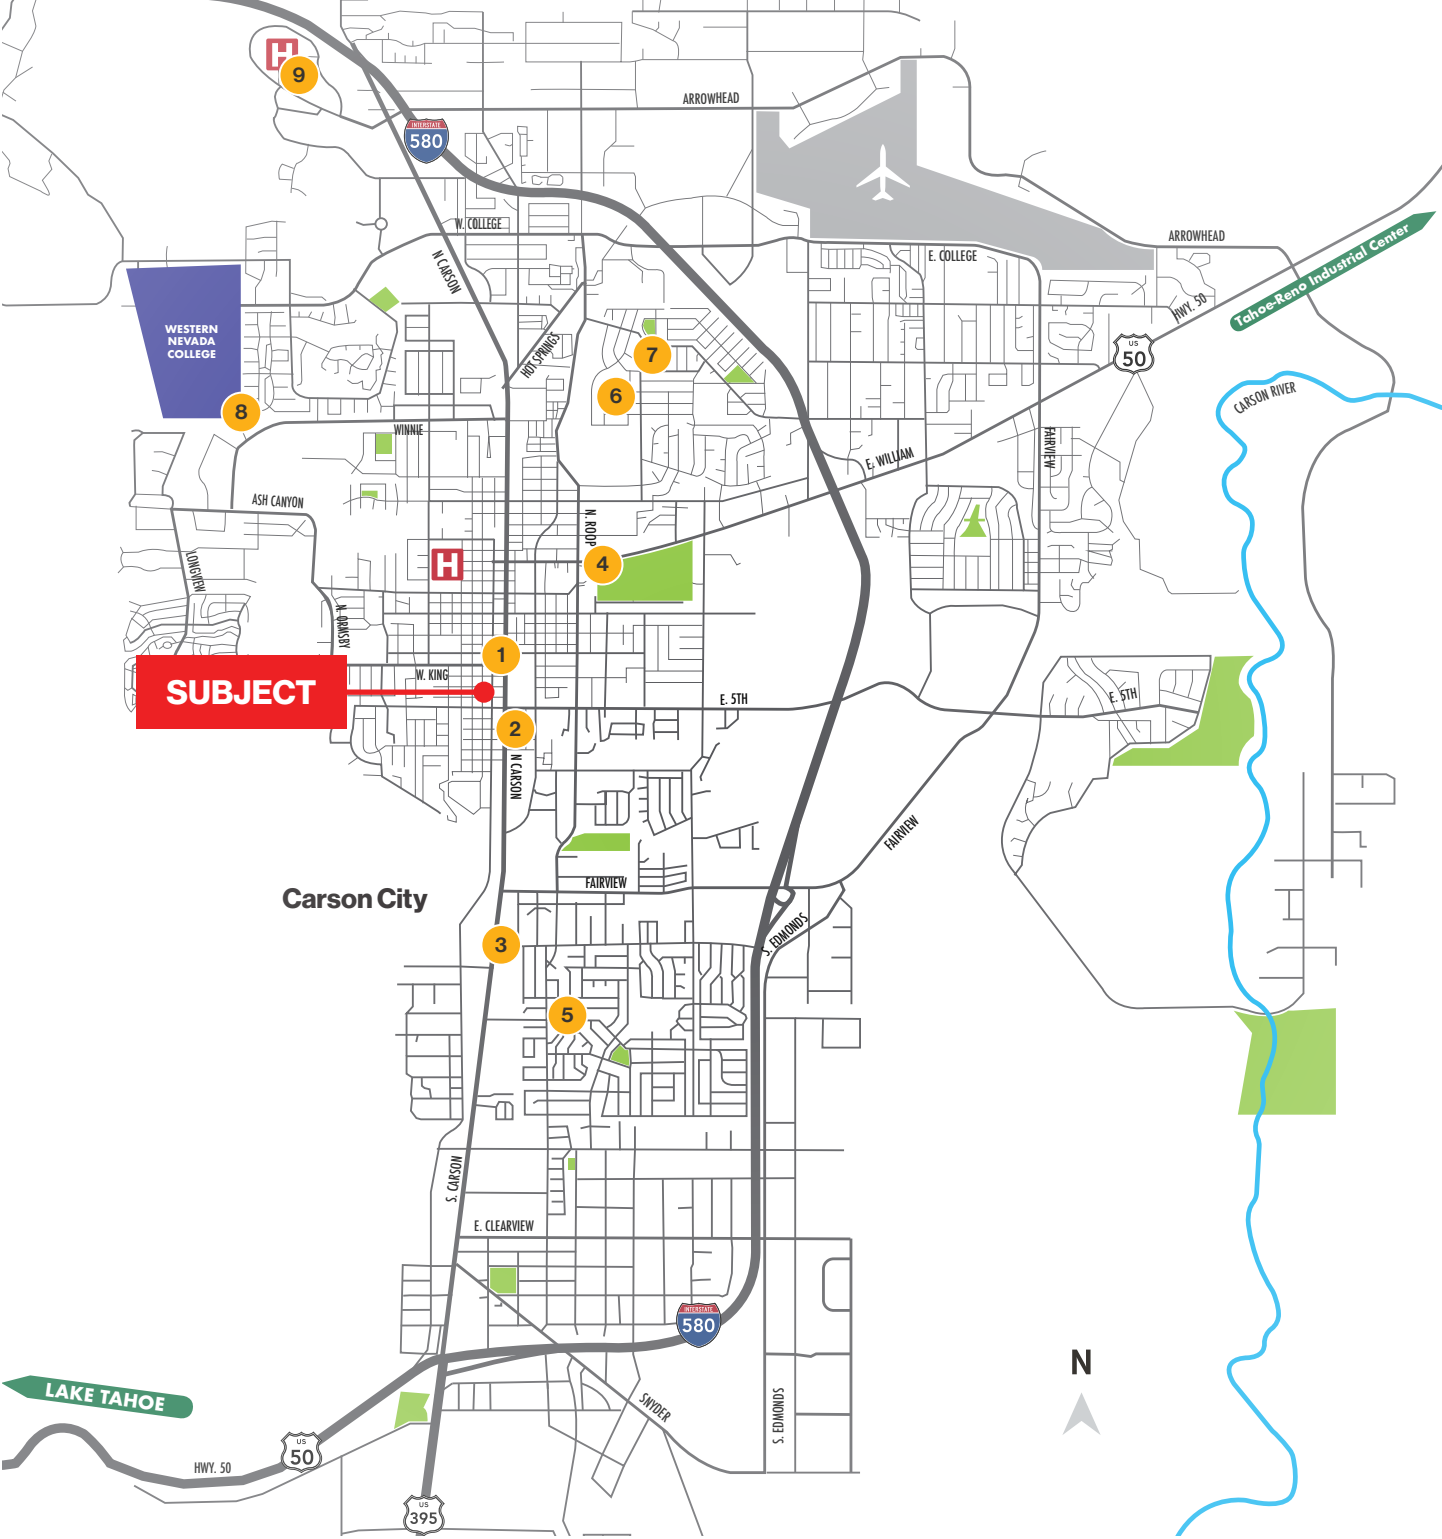 H
9
ARROWHEAD
INTERSTATE
580
W. COLLEGE
N CARSON
ARROWHEAD
E. COLLEGE
Tahoe-Reno Industrial Center
HWY. 50
WESTERN
NEVADA
COLLEGE
HOT SPRINGS
US
50
7
6
CARSON RIVER
8
WINNIE
FAIRVIEW
E. WILLIAM
ASH CANYON
N. ROOP
H
4
LONGVIEW
N. ORMSBY
1
W. KING
SUBJECT
E. 5TH
E. 5TH
2
N CARSON
FAIRVIEW
FAIRVIEW
Carson City
S. EDMONDS
3
5
S. CARSON
E. CLEARVIEW
INTERSTATE
580
N
LAKE TAHOE
SNYDER
S. EDMONDS
US
50
HWY. 50
US
395